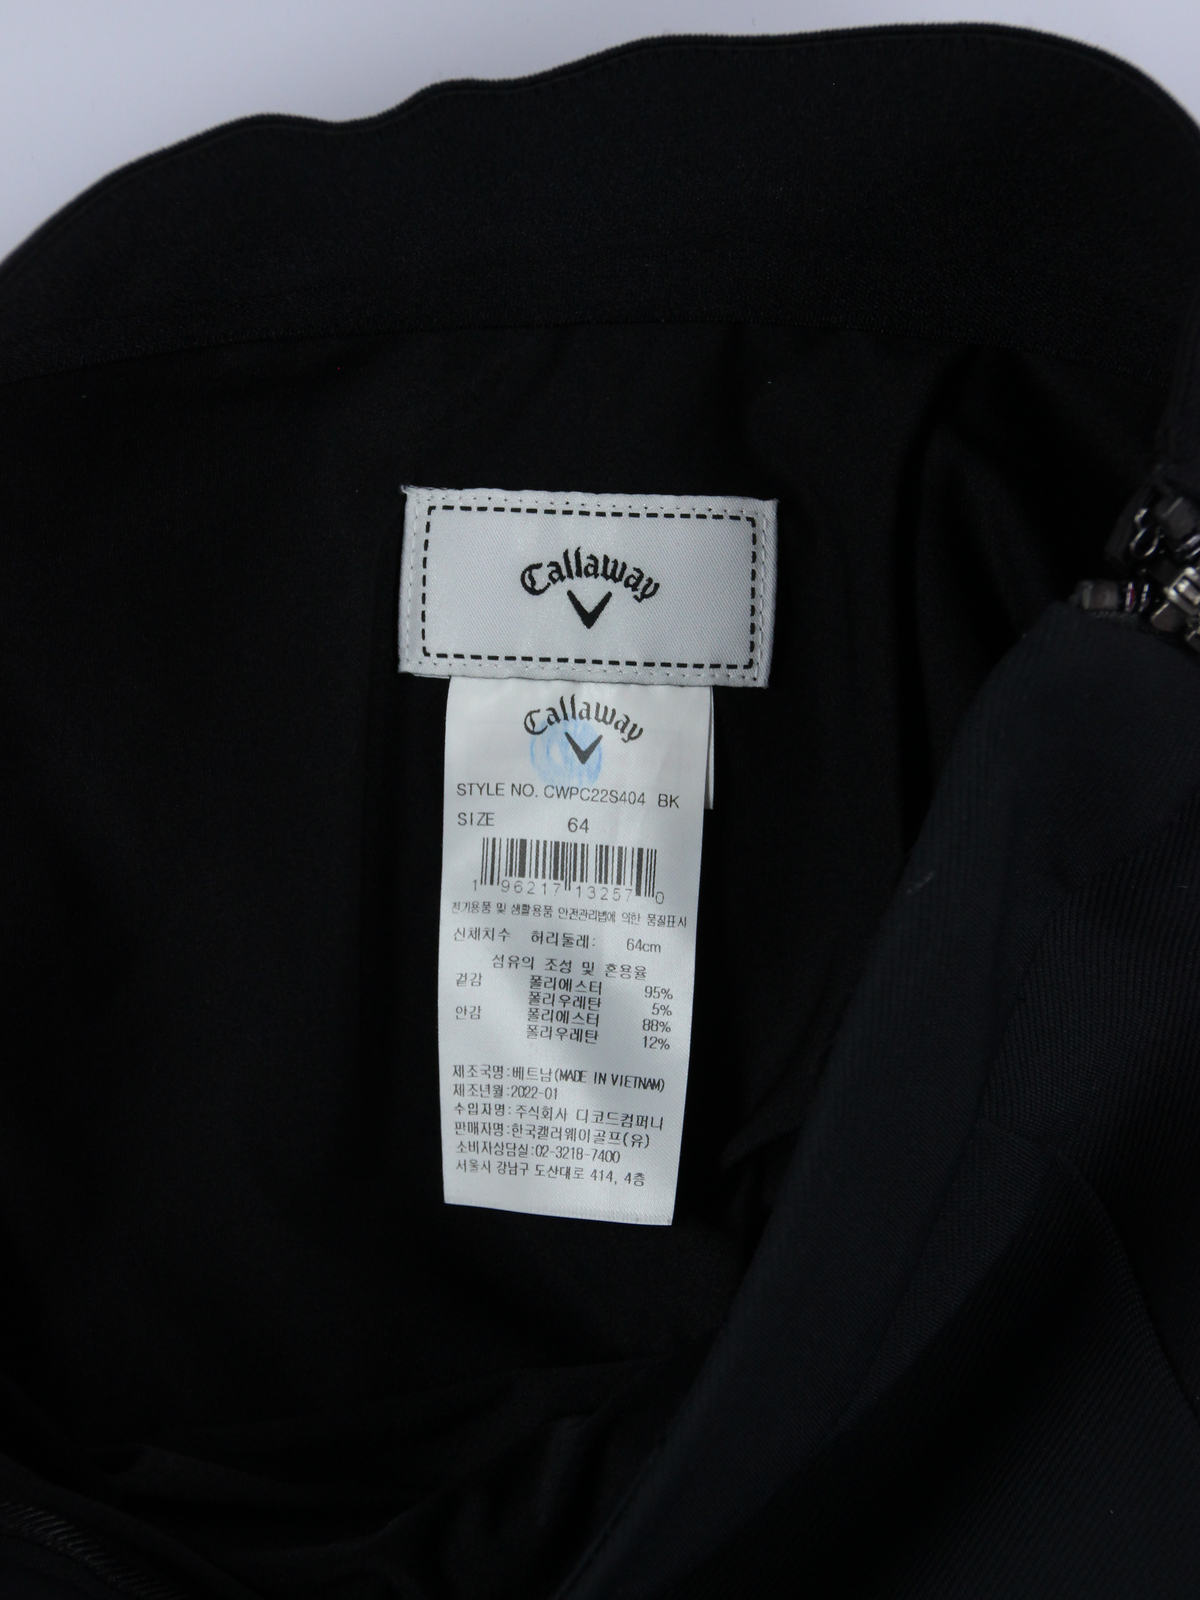 Callaway
Callaway
STYLE NO. CWPC22S404 BK
SIZE 64
1 96217 13257 0
전기용품 및 생활용품 안전관리법에 의한 품질표시
신체치수 허리둘레: 64cm
섬유의 조성 및 혼용율
겉감 폴리에스터 95%
폴리우레탄 5%
안감 폴리에스터 88%
폴리우레탄 12%
제조국명:베트남(MADE IN VIETNAM)
제조년월:2022-01
수입자명:주식회사 디코드컴퍼니
판매자명:한국캘러웨이골프(유)
소비자상담실:02-3218-7400
서울시 강남구 도산대로 414, 4층